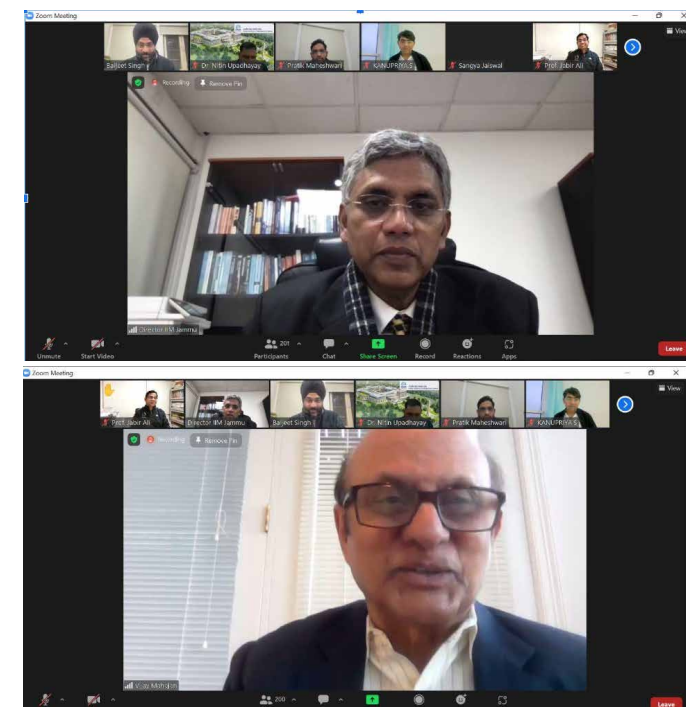 Zoom Meeting
View
Baljeet Singh
Dr. Nitin Upadhayay
Pratik Maheshwari
KANUPRIYA S
Sangya Jaiswal
Prof. Jabir Ali
Recording
Remove Pin
Director IIM Jammu
Unmute
Start Video
201
Participants
Chat
Share Screen
Record
Reactions
Apps
Leave
Zoom Meeting
View
Prof. Jabir Ali
Director IIM Jammu
Baljeet Singh
Dr. Nitin Upadhayay
Pratik Maheshwari
KANUPRIYA S
Recording
Remove Pin
Vijay Mahajan
200
Leave